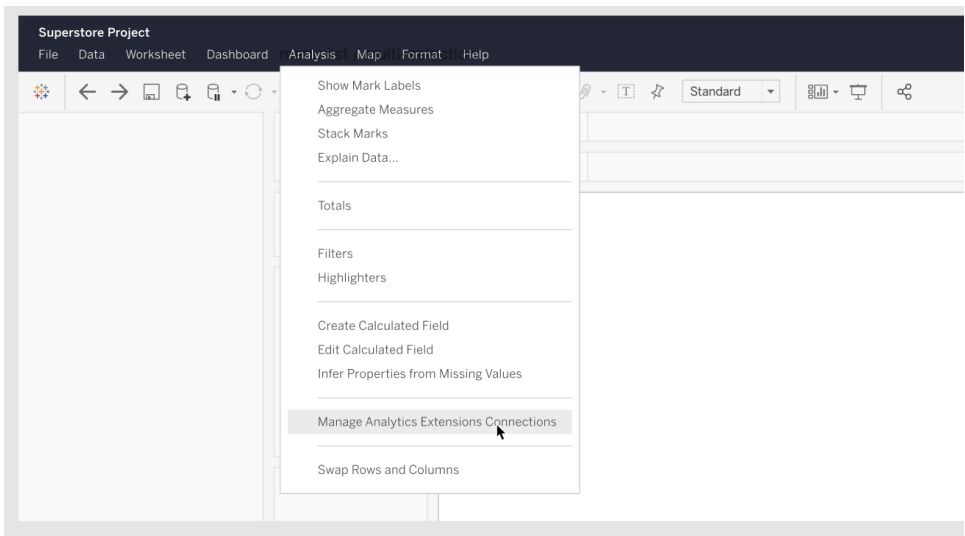 Superstore Project
File Data Worksheet Dashboard Analysis Map Format Help
Standard
Show Mark Labels
Aggregate Measures
Stack Marks
Explain Data...
Totals
Filters
Highlighters
Create Calculated Field
Edit Calculated Field
Infer Properties from Missing Values
Manage Analytics Extensions Connections
Swap Rows and Columns